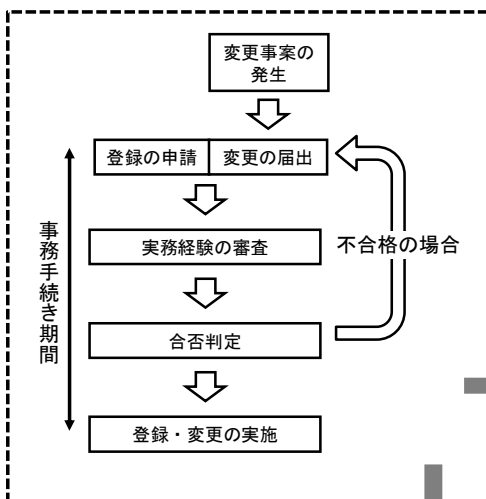 変更事案の
発生
登録の申請
変更の届出
実務経験の審査
不合格の場合
事務手続き期間
合否判定
登録・変更の実施